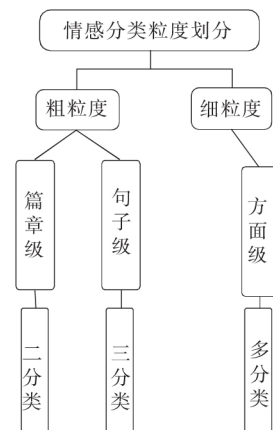 情感分类粒度划分
粗粒度
细粒度
篇章级
句子级
方面级
二分类
三分类
多分类